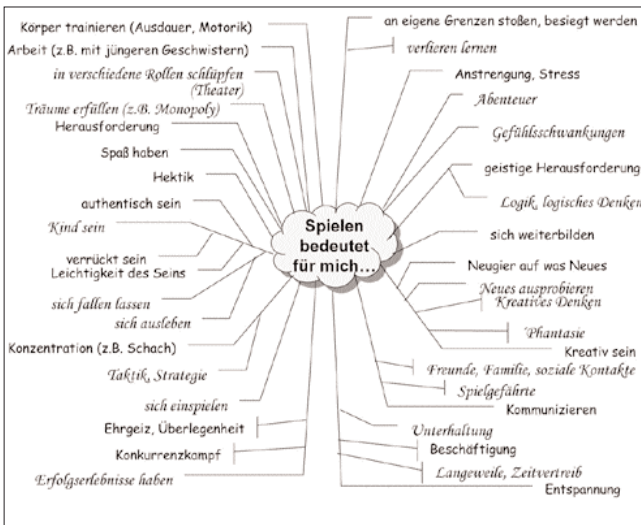 Körper trainieren (Ausdauer, Motorik)
Arbeit (z.B. mit jüngeren Geschwistern)
in verschiedene Rollen schlüpfen
(Theater)
Träume erfüllen (z.B. Monopoly)
Herausforderung
Spaß haben
Hektik
authentisch sein
Kind sein
verrückt sein
Leichtigkeit des Seins
sich fallen lassen
sich ausleben
Konzentration (z.B. Schach)
Taktik, Strategie
sich einspielen
Ehrgeiz, Überlegenheit
Konkurrenzkampf
Erfolgserlebnisse haben
Spielen
bedeutet
für mich...
an eigene Grenzen stoßen, besiegt werden
verlieren lernen
Anstrengung, Stress
Abenteuer
Gefühlsschwankungen
geistige Herausforderung
Logik, logisches Denken
sich weiterbilden
Neugier auf was Neues
Neues ausprobieren
Kreatives Denken
Phantasie
Kreativ sein
Freunde, Familie, soziale Kontakte
Spielgefährte
Kommunizieren
Unterhaltung
Beschäftigung
Langeweile, Zeitvertreib
Entspannung